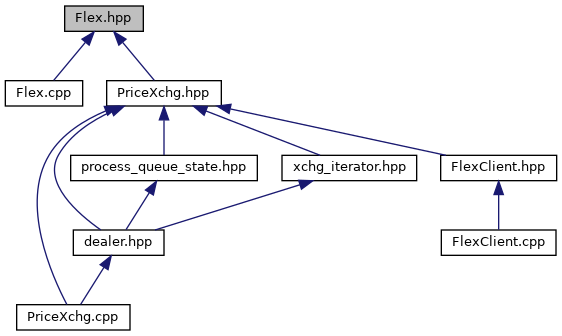 Flex.hpp
Flex.cpp
PriceXchg.hpp
process_queue_state.hpp
xchg_iterator.hpp
FlexClient.hpp
dealer.hpp
FlexClient.cpp
PriceXchg.cpp